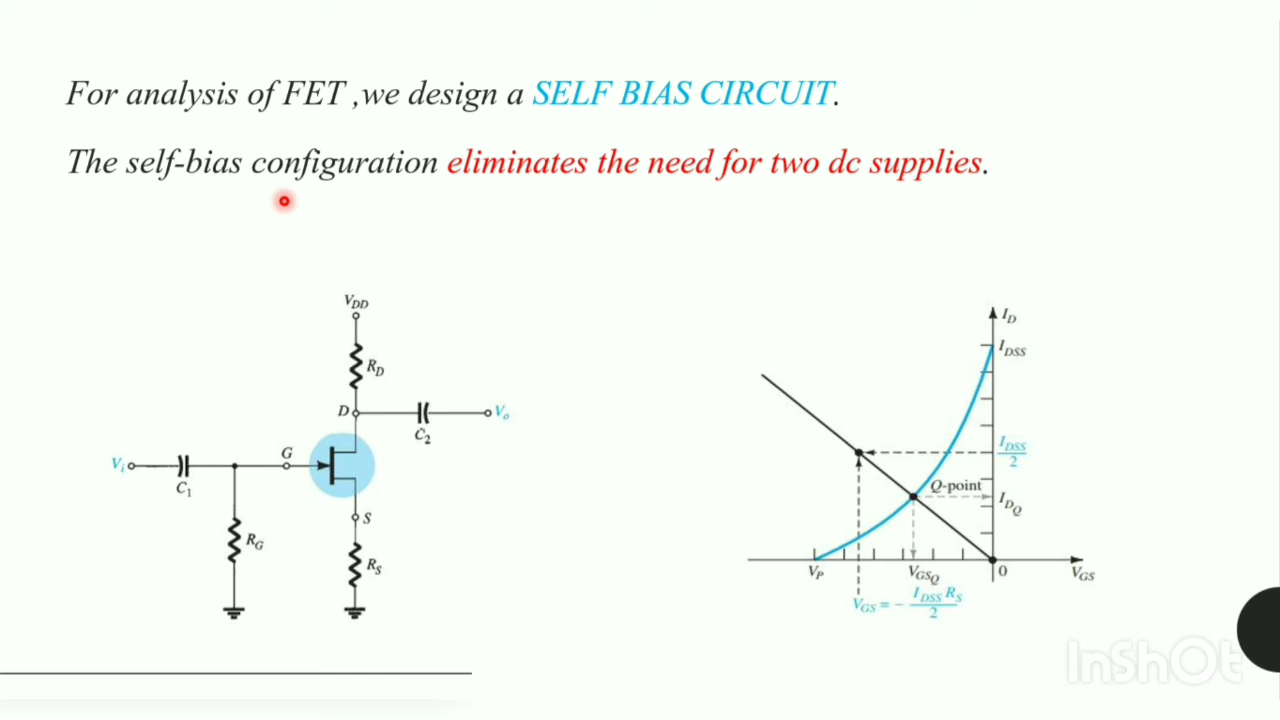 For analysis of FET ,we design a SELF BIAS CIRCUIT.
The self-bias configuration eliminates the need for two dc supplies.
VDD
RD
D
Vo
C2
G
Vi
C1
S
RG
RS
ID
IDSS
IDSS
2
Q-point
IDQ
VP
VGSQ
0
VGS
VGS = - IDSS RS
2
InShOt